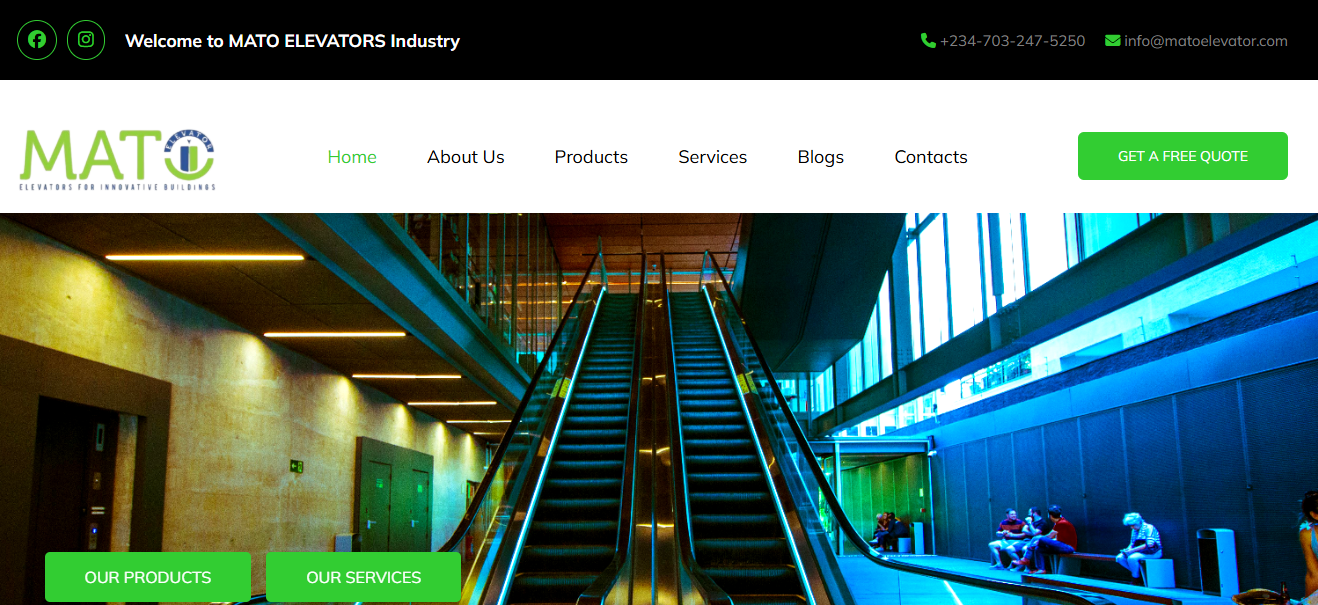 Welcome to MATO ELEVATORS Industry
+234-703-247-5250
info@matoelevator.com
MATO
ELEVATOR
ELEVATORS FOR INNOVATIVE BUILDINGS
Home
About Us
Products
Services
Blogs
Contacts
GET A FREE QUOTE
OUR PRODUCTS
OUR SERVICES